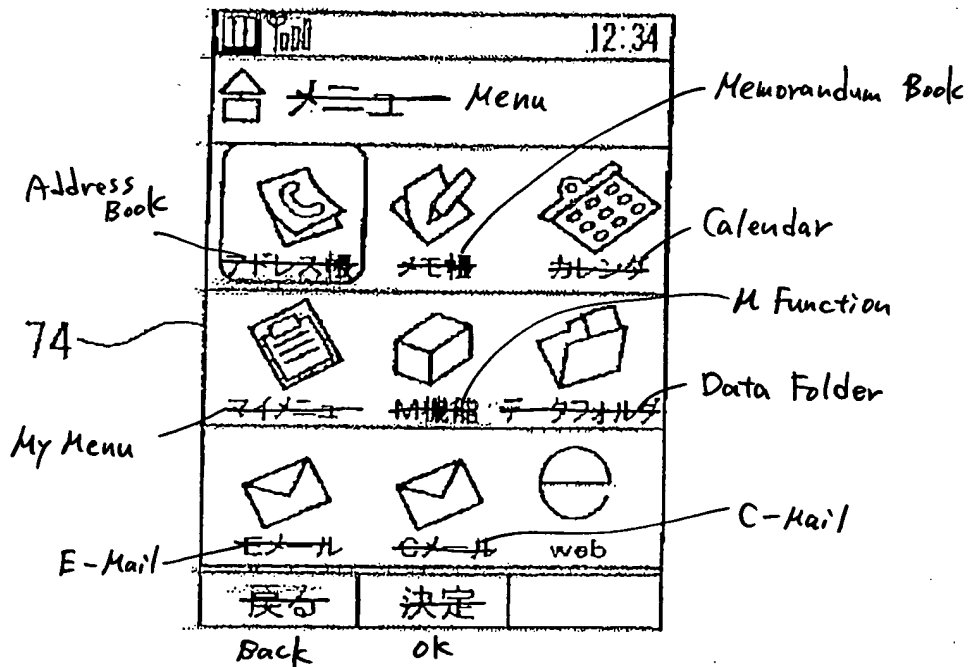 12:34
メニュー Menu
Memorandum Book
Address
Book
Calendar
アドレス帳 メモ帳 カレンダ
M Function
74
Data Folder
マイメニュー M機能 データフォルダ
My Menu
C-Mail
Eメール Cメール web
E-Mail
戻る 決定
Back OK